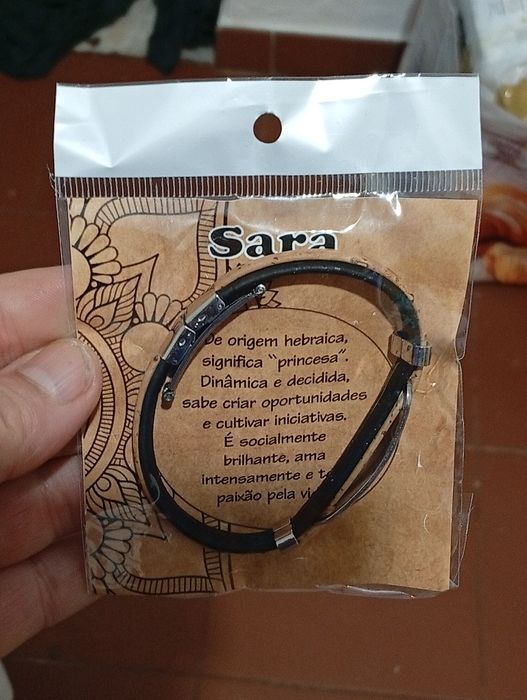 Sara
De origem hebraica,
significa "princesa".
Dinâmica e decidida,
sabe criar oportunidades
e cultivar iniciativas.
É socialmente
brilhante, ama
intensamente e
paixão pela